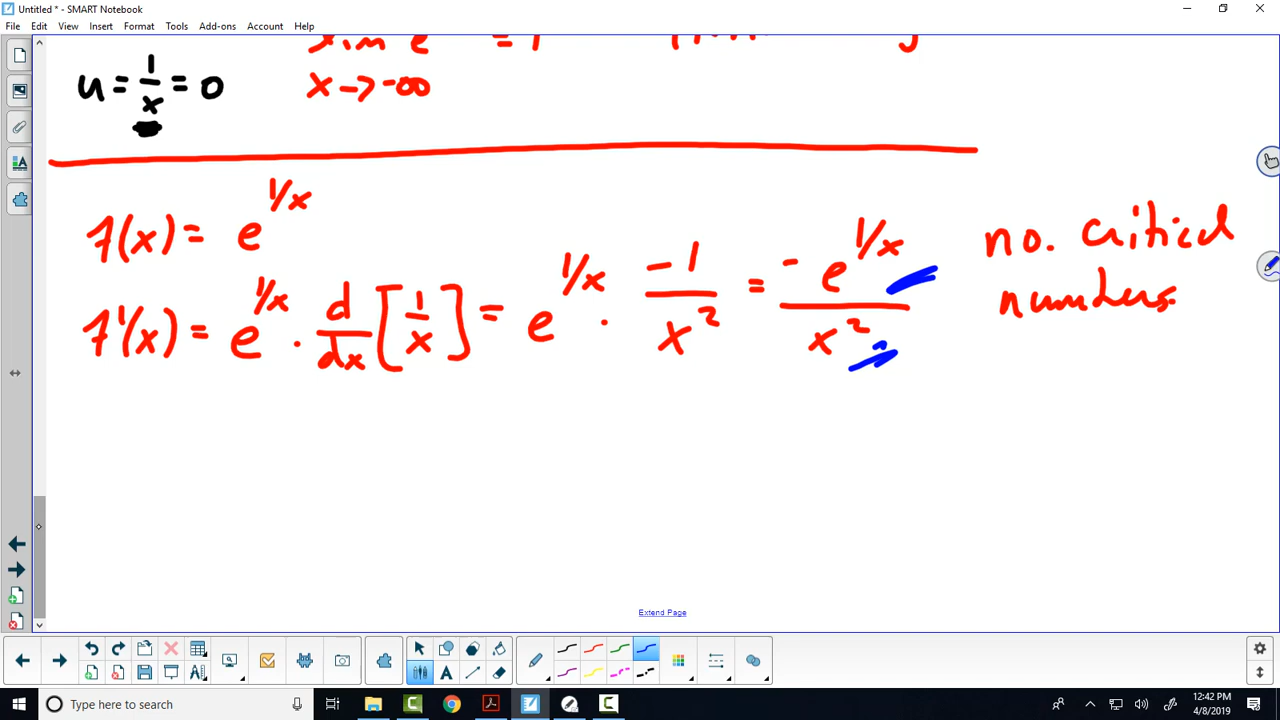 Untitled * - SMART Notebook
File Edit View Insert Format Tools Add-ons Account Help
u = 1/x = 0
x → -∞
f(x) = e^(1/x)
f'(x) = e^(1/x) · d/dx [1/x] = e^(1/x) · -1/x² = -e^(1/x)/x²
no. critical
numbers.
Extend Page
Type here to search
12:42 PM
4/8/2019